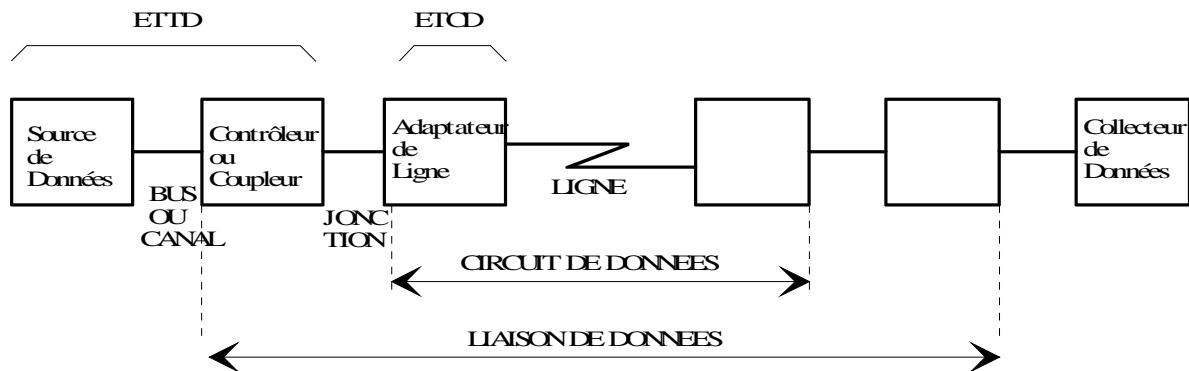 ETTD
ETCD
Source
de
Données
Contrôleur
ou
Coupleur
Adaptateur
de
Ligne
Collecteur
de
Données
BUS
OU
CANAL
JONC
TION
LIGNE
CIRCUIT DE DONNEES
LIAISON DE DONNEES